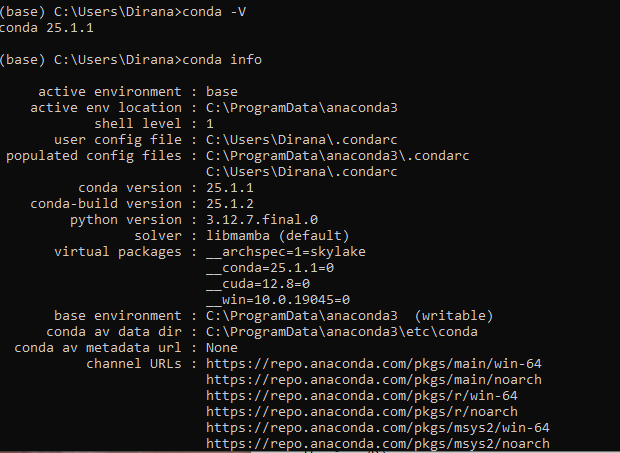 (base) C:\Users\Dirana>conda -V
conda 25.1.1
(base) C:\Users\Dirana>conda info
active environment : base
active env location : C:\ProgramData\anaconda3
shell level : 1
user config file : C:\Users\Dirana\.condarc
populated config files : C:\ProgramData\anaconda3\.condarc
C:\Users\Dirana\.condarc
conda version : 25.1.1
conda-build version : 25.1.2
python version : 3.12.7.final.0
solver : libmamba (default)
virtual packages : __archspec=1=skylake
__conda=25.1.1=0
__cuda=12.8=0
__win=10.0.19045=0
base environment : C:\ProgramData\anaconda3  (writable)
conda av data dir : C:\ProgramData\anaconda3\etc\conda
conda av metadata url : None
channel URLs : https://repo.anaconda.com/pkgs/main/win-64
https://repo.anaconda.com/pkgs/main/noarch
https://repo.anaconda.com/pkgs/r/win-64
https://repo.anaconda.com/pkgs/r/noarch
https://repo.anaconda.com/pkgs/msys2/win-64
https://repo.anaconda.com/pkgs/msys2/noarch